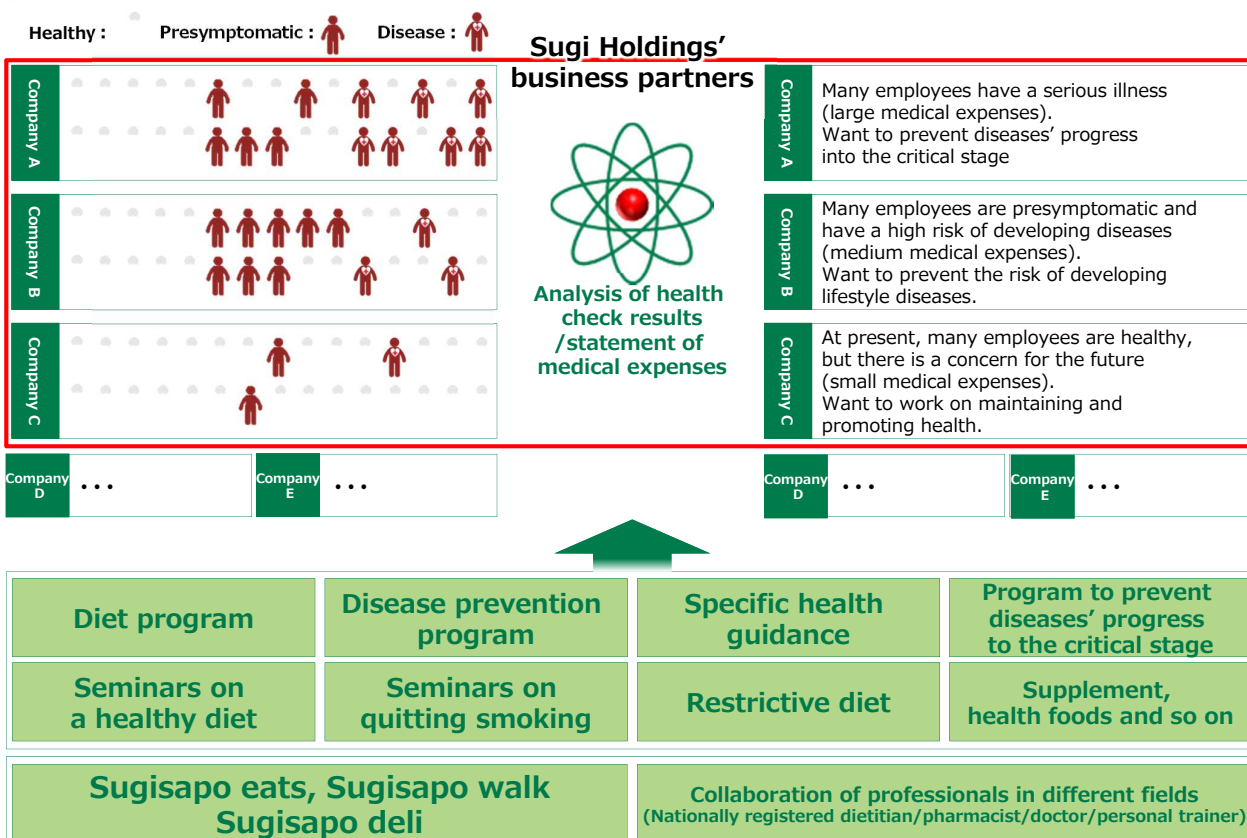 Healthy :
Presymptomatic :
Disease :
Sugi Holdings’
business partners
Company A
Company B
Company C
Analysis of health
check results
/statement of
medical expenses
Company A
Many employees have a serious illness
(large medical expenses).
Want to prevent diseases’ progress
into the critical stage
Company B
Many employees are presymptomatic and
have a high risk of developing diseases
(medium medical expenses).
Want to prevent the risk of developing
lifestyle diseases.
Company C
At present, many employees are healthy,
but there is a concern for the future
(small medical expenses).
Want to work on maintaining and
promoting health.
Company
D
...
Company
E
...
Company
D
...
Company
E
...
Diet program
Disease prevention
program
Specific health
guidance
Program to prevent
diseases’ progress
to the critical stage
Seminars on
a healthy diet
Seminars on
quitting smoking
Restrictive diet
Supplement,
health foods and so on
Sugisapo eats, Sugisapo walk
Sugisapo deli
Collaboration of professionals in different fields
(Nationally registered dietitian/pharmacist/doctor/personal trainer)